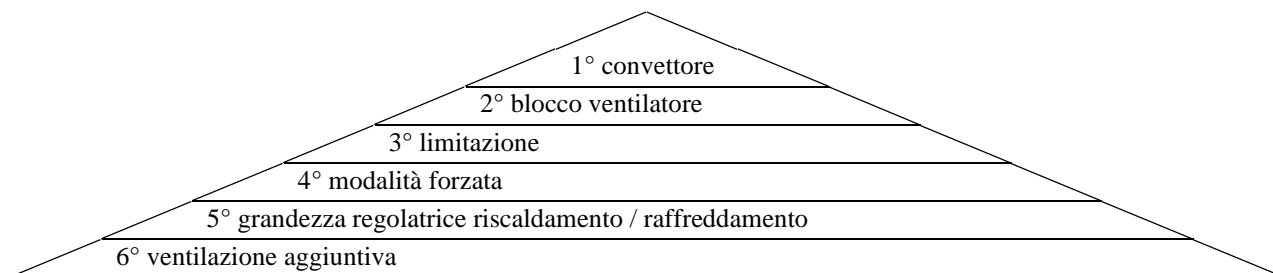 1° convettore
2° blocco ventilatore
3° limitazione
4° modalità forzata
5° grandezza regolatrice riscaldamento / raffreddamento
6° ventilazione aggiuntiva